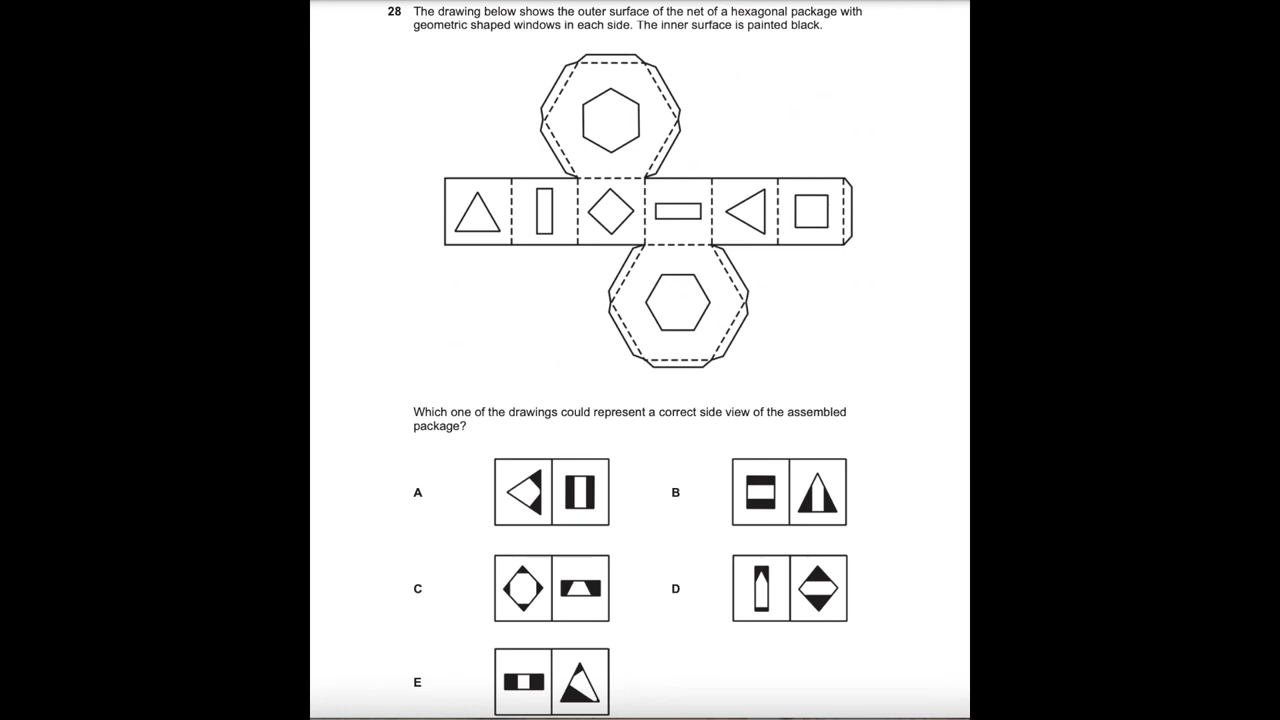 28 The drawing below shows the outer surface of the net of a hexagonal package with
geometric shaped windows in each side. The inner surface is painted black.
Which one of the drawings could represent a correct side view of the assembled
package?
A
B
C
D
E